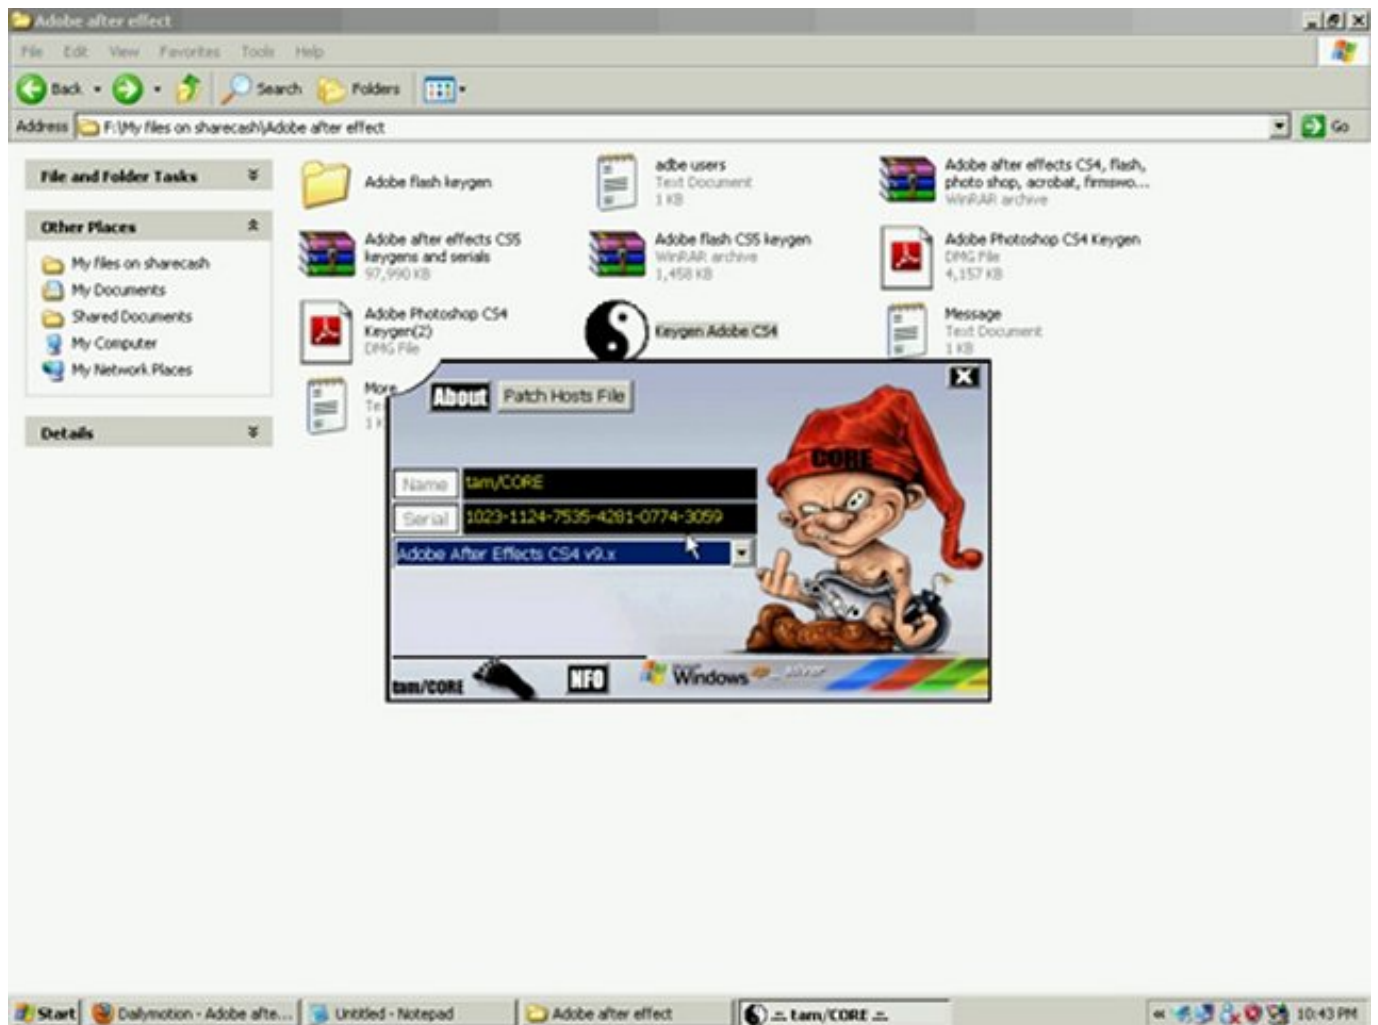 Adobe after effect
File Edit View Favorites Tools Help
Back Search Folders
Address F:\My files on sharecash\Adobe after effect Go
File and Folder Tasks
Other Places
My files on sharecash
My Documents
Shared Documents
My Computer
My Network Places
Details
Adobe flash keygen
adbe users
Text Document
1 KB
Adobe after effects CS4, flash,
photo shop, acrobat, firmswo...
WinRAR archive
Adobe after effects CS5
keygens and serials
97,990 KB
Adobe flash CS5 keygen
WinRAR archive
1,458 KB
Adobe Photoshop CS4 Keygen
DMG File
4,157 KB
Adobe Photoshop CS4
Keygen(2)
DMG File
Keygen Adobe CS4
Message
Text Document
1 KB
More
Te
1 K
About Patch Hosts File
CORE
Name tam/CORE
Serial 1023-1124-7535-4281-0774-3059
Adobe After Effects CS4 v9.x
tam/CORE NFO Windows
Start Dailymotion - Adobe afte... Untitled - Notepad Adobe after effect .:. tam/CORE .:. 10:43 PM